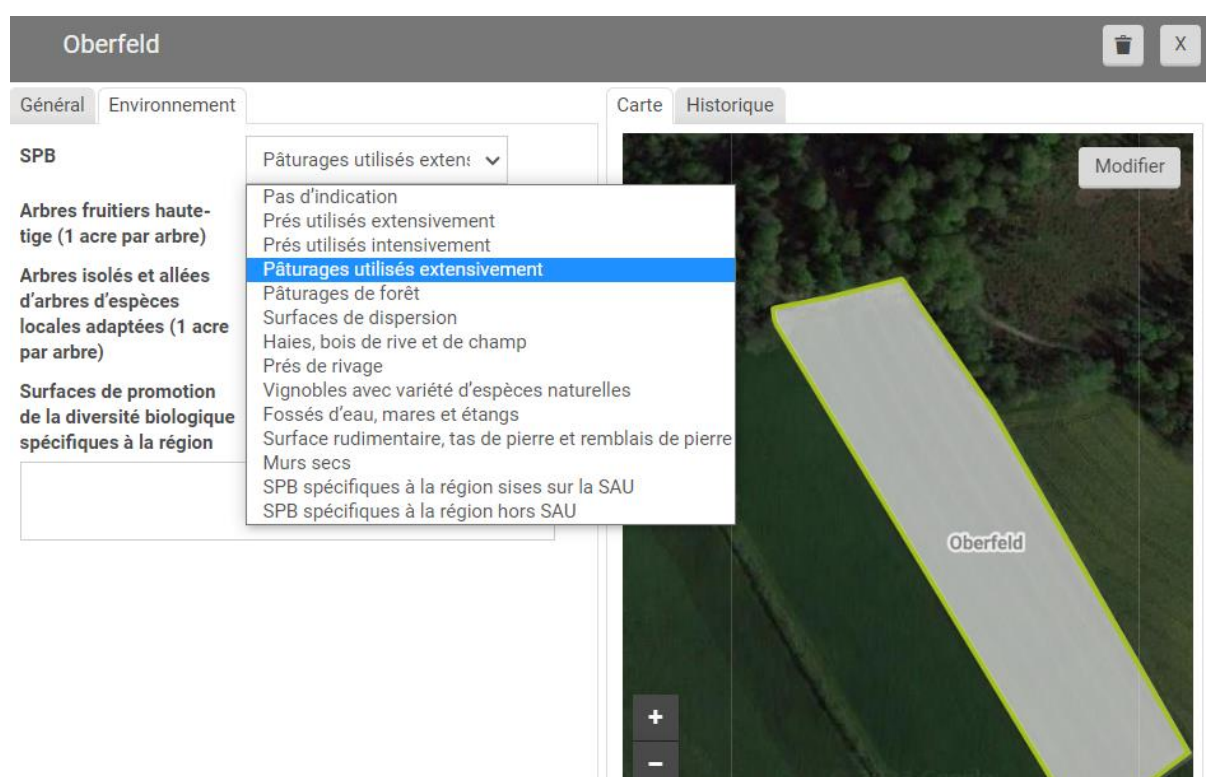 Oberfeld
X
Général
Environnement
SPB
Pâturages utilisés extens
Arbres fruitiers haute-
tige (1 acre par arbre)
Arbres isolés et allées
d'arbres d'espèces
locales adaptées (1 acre
par arbre)
Surfaces de promotion
de la diversité biologique
spécifiques à la région
Pas d'indication
Prés utilisés extensivement
Prés utilisés intensivement
Pâturages utilisés extensivement
Pâturages de forêt
Surfaces de dispersion
Haies, bois de rive et de champ
Prés de rivage
Vignobles avec variété d'espèces naturelles
Fossés d'eau, mares et étangs
Surface rudimentaire, tas de pierre et remblais de pierre
Murs secs
SPB spécifiques à la région sises sur la SAU
SPB spécifiques à la région hors SAU
Carte
Historique
Modifier
Oberfeld
+
−